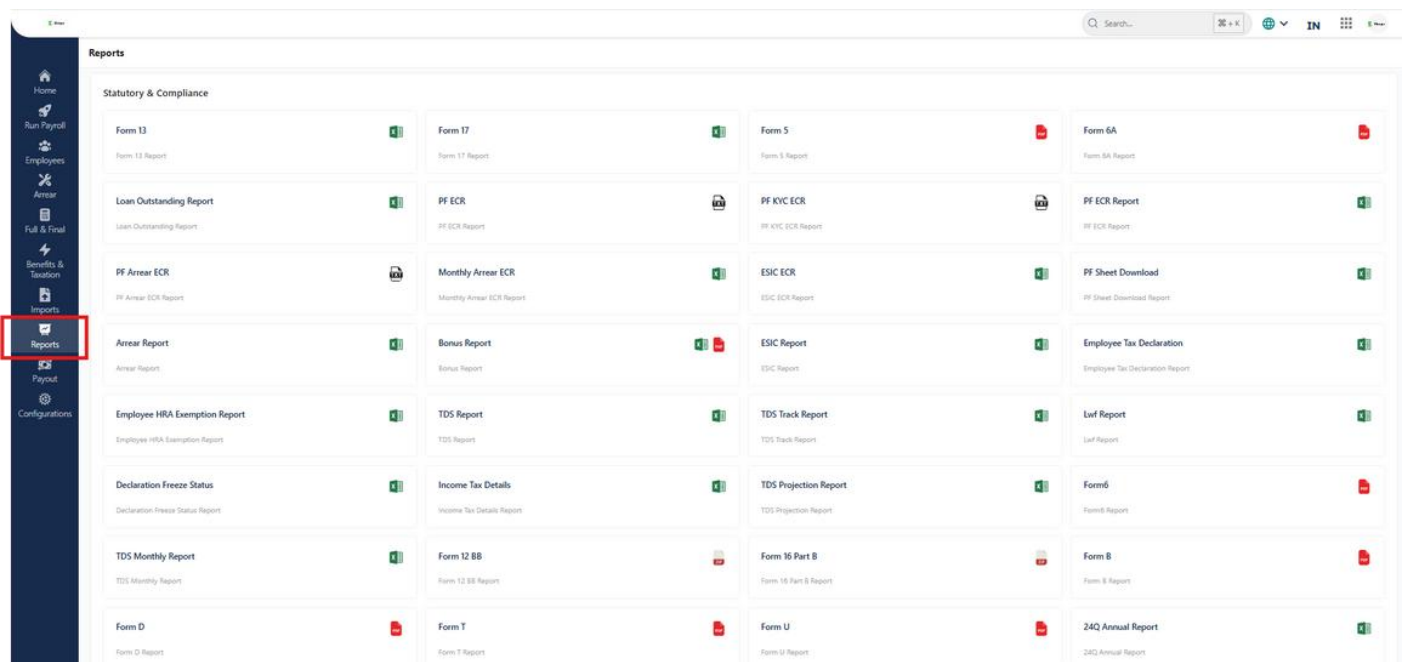 Search...
⌘ + K
IN
Reports
Home
Run Payroll
Employees
Arrear
Full & Final
Benefits &
Taxation
Imports
Reports
Payout
Configurations
Statutory & Compliance
Form 13
Form 13 Report
Form 17
Form 17 Report
Form 5
Form 5 Report
Form 6A
Form 6A Report
Loan Outstanding Report
Loan Outstanding Report
PF ECR
TXT
PF ECR Report
PF KYC ECR
TXT
PF KYC ECR Report
PF ECR Report
PF ECR Report
PF Arrear ECR
TXT
PF Arrear ECR Report
Monthly Arrear ECR
Monthly Arrear ECR Report
ESIC ECR
ESIC ECR Report
PF Sheet Download
PF Sheet Download Report
Arrear Report
Arrear Report
Bonus Report
Bonus Report
ESIC Report
ESIC Report
Employee Tax Declaration
Employee Tax Declaration Report
Employee HRA Exemption Report
Employee HRA Exemption Report
TDS Report
TDS Report
TDS Track Report
TDS Track Report
Lwf Report
Lwf Report
Declaration Freeze Status
Declaration Freeze Status Report
Income Tax Details
Income Tax Details Report
TDS Projection Report
TDS Projection Report
Form6
Form6 Report
TDS Monthly Report
TDS Monthly Report
Form 12 BB
ZIP
Form 12 BB Report
Form 16 Part B
ZIP
Form 16 Part B Report
Form B
Form B Report
Form D
Form D Report
Form T
Form T Report
Form U
Form U Report
24Q Annual Report
24Q Annual Report